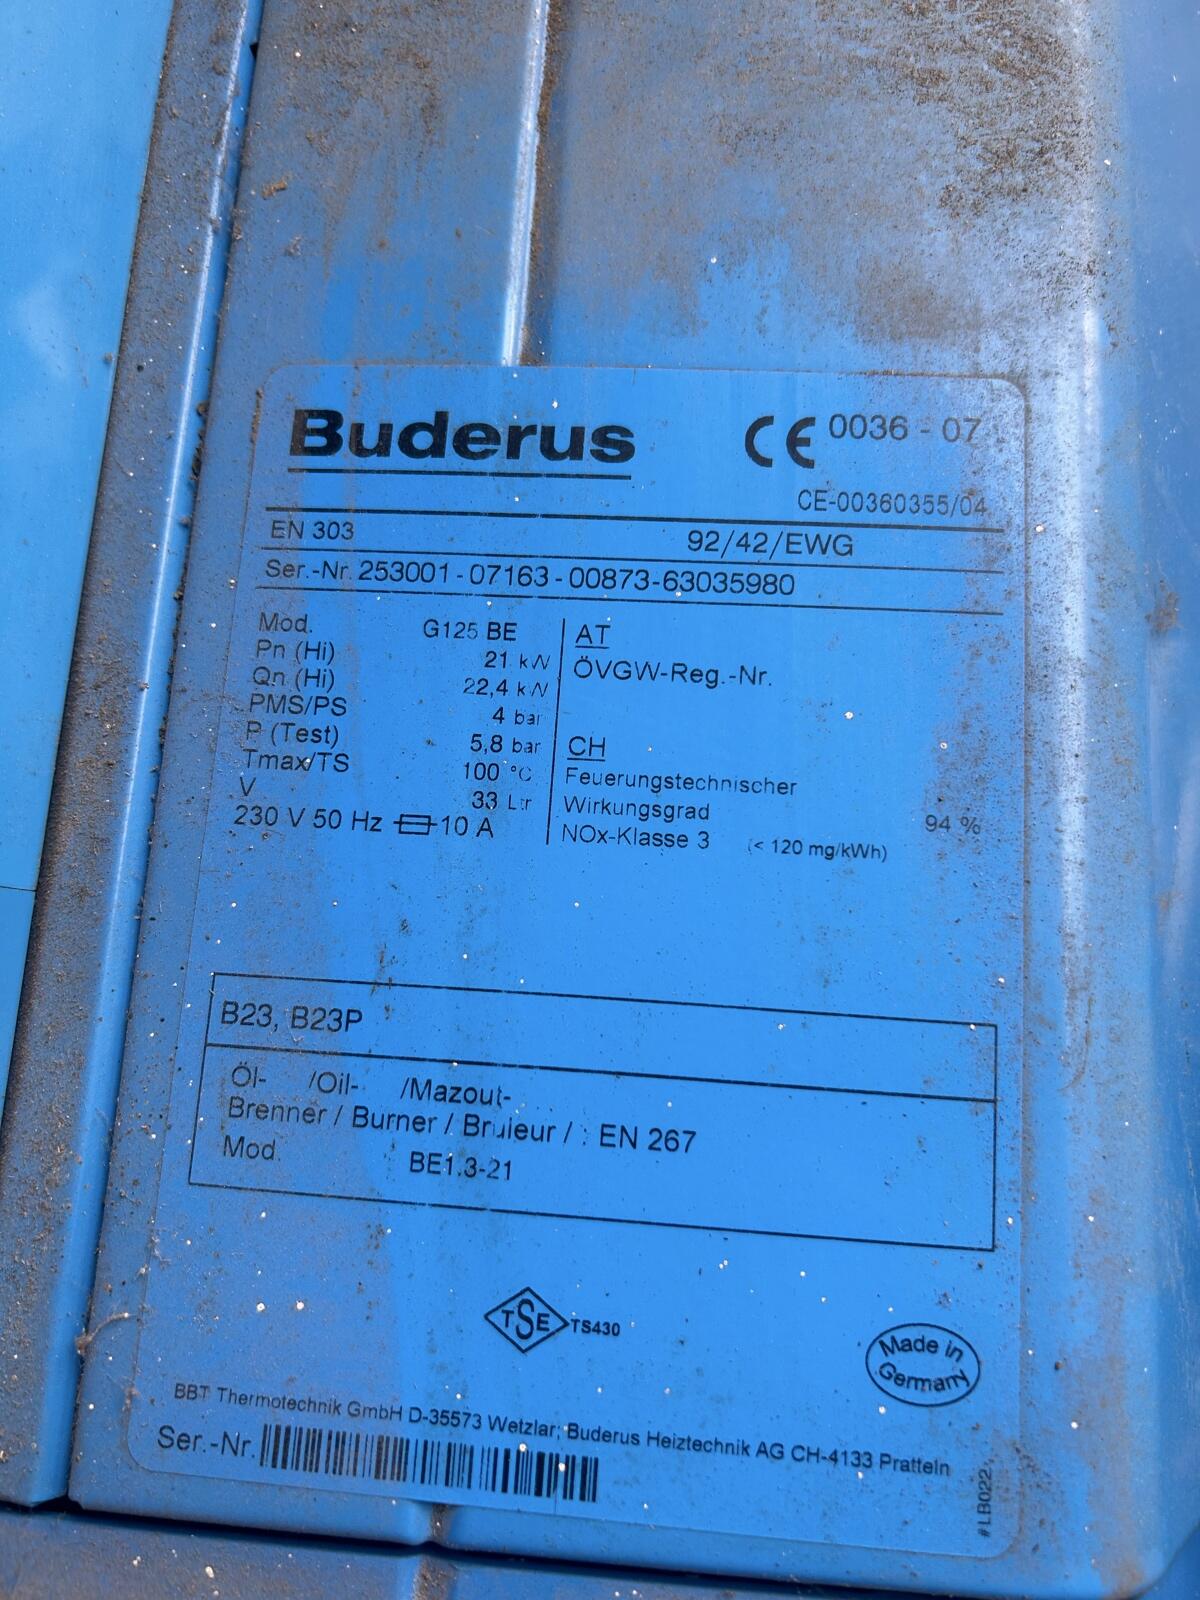 Buderus CE 0036 - 07
CE-00360355/04
EN 303 92/42/EWG
Ser.-Nr. 253001 - 07163 - 00873-63035980
Mod. G125 BE
Pn (Hi) 21 kW
Qn (Hi) 22,4 kW
PMS/PS 4 bar
P (Test) 5,8 bar
Tmax/TS 100 °C
V 33 Ltr
230 V 50 Hz 10 A
AT
ÖVGW-Reg.-Nr.
CH
Feuerungstechnischer
Wirkungsgrad 94 %
NOx-Klasse 3 (< 120 mg/kWh)
B23, B23P
Öl- /Oil- /Mazout-
Brenner / Burner / Bruleur / : EN 267
Mod. BE1.3-21
TSE TS430
Made in
Germany
BBT Thermotechnik GmbH D-35573 Wetzlar; Buderus Heiztechnik AG CH-4133 Pratteln
Ser.-Nr.
#LB022